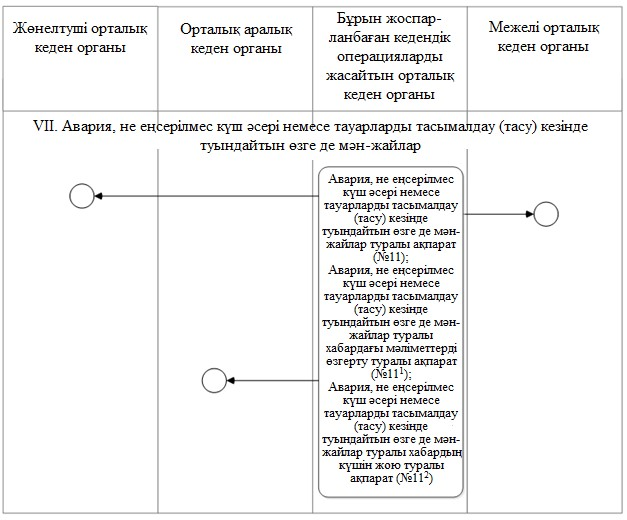 Жөнелтуші орталық
кеден органы
Орталық аралық
кеден органы
Бұрын жоспар-
ланбаған кедендік
операцияларды
жасайтын орталық
кеден органы
Межелі орталық
кеден органы
VII. Авария, не еңсерілмес күш әсері немесе тауарларды тасымалдау (тасу) кезінде
туындайтын өзге де мән-жайлар
Авария, не еңсерілмес
күш әсері немесе
тауарларды тасымалдау
(тасу) кезінде
туындайтын өзге де мән-
жайлар туралы ақпарат
(№11);
Авария, не еңсерілмес
күш әсері немесе
тауарларды тасымалдау
(тасу) кезінде
туындайтын өзге де мән-
жайлар туралы
хабардағы мәліметтерді
өзгерту туралы ақпарат
(№11¹);
Авария, не еңсерілмес
күш әсері немесе
тауарларды тасымалдау
(тасу) кезінде
туындайтын өзге де мән-
жайлар туралы хабардың
күшін жою туралы
ақпарат (№11²)